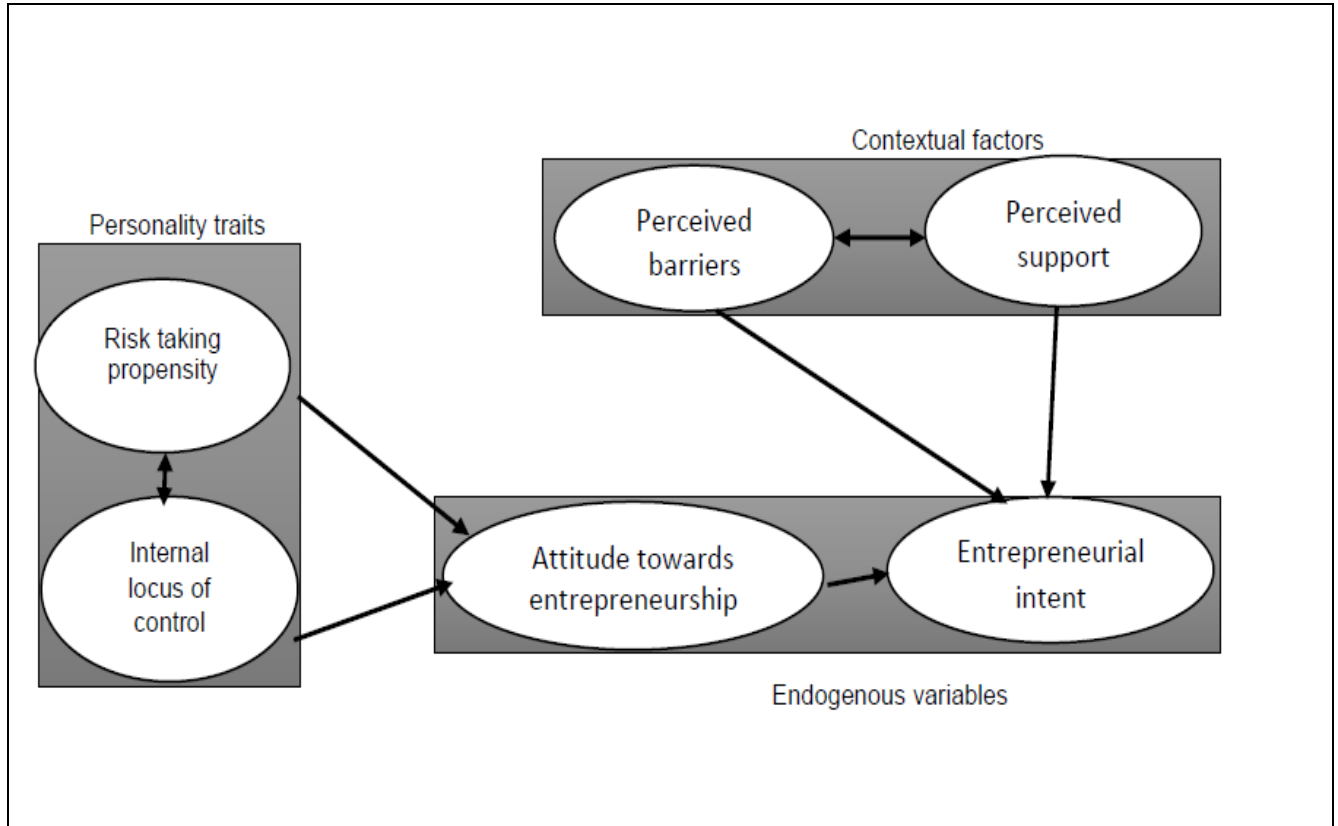 Contextual factors
Perceived
barriers
Perceived
support
Personality traits
Risk taking
propensity
Internal
locus of
control
Attitude towards
entrepreneurship
Entrepreneurial
intent
Endogenous variables